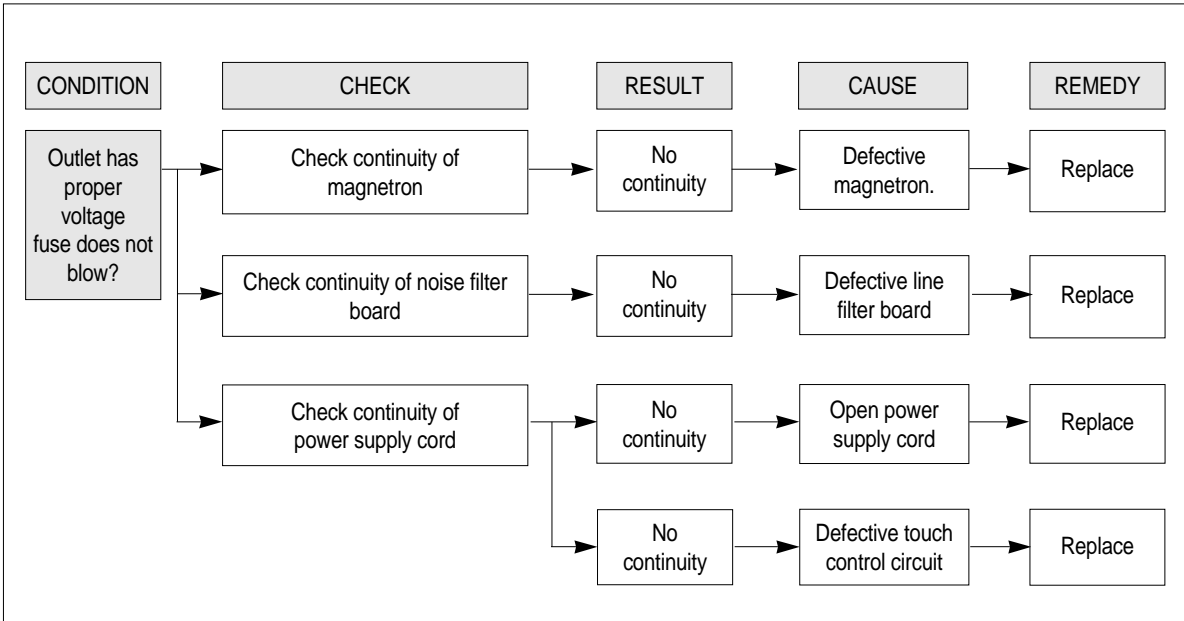 CONDITION
CHECK
RESULT
CAUSE
REMEDY
Outlet has
proper
voltage
fuse does not
blow?
Check continuity of
magnetron
No
continuity
Defective
magnetron.
Replace
Check continuity of noise filter
board
No
continuity
Defective line
filter board
Replace
Check continuity of
power supply cord
No
continuity
Open power
supply cord
Replace
No
continuity
Defective touch
control circuit
Replace